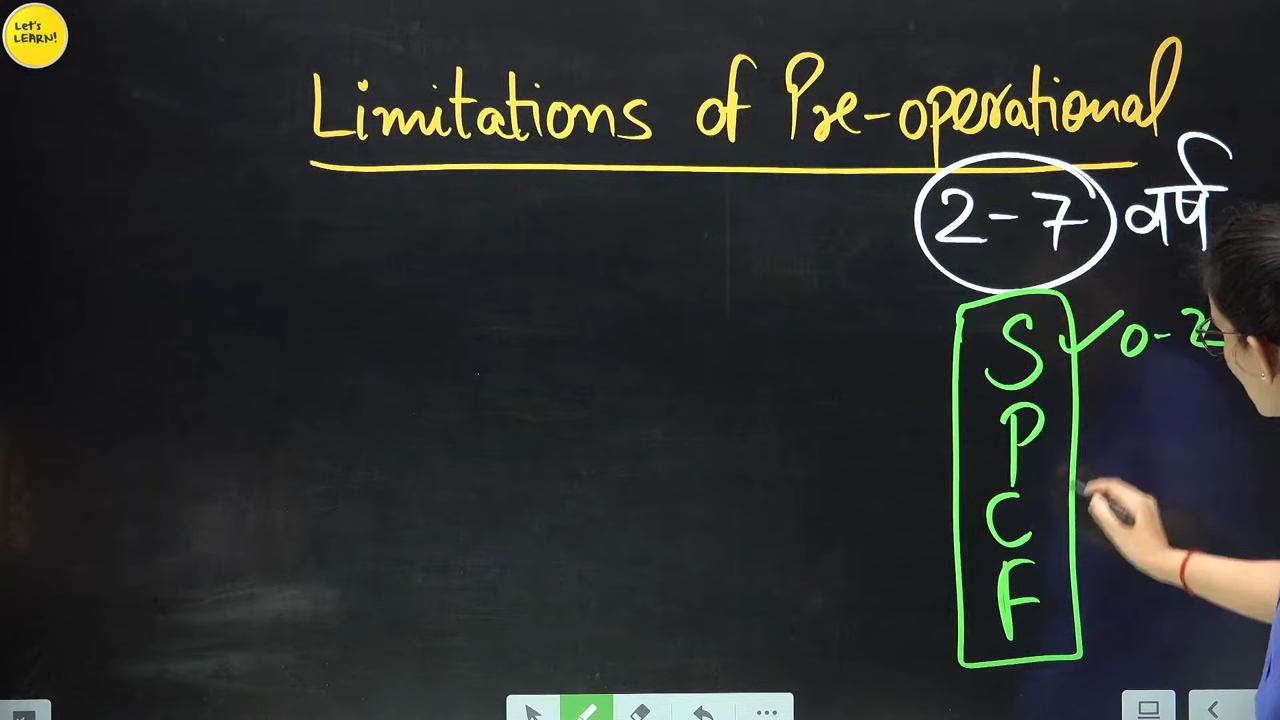 Let's
LEARN!
Limitations of Pre-operational
2-7 वर्ष
S ✓ 0-2
P
C
F